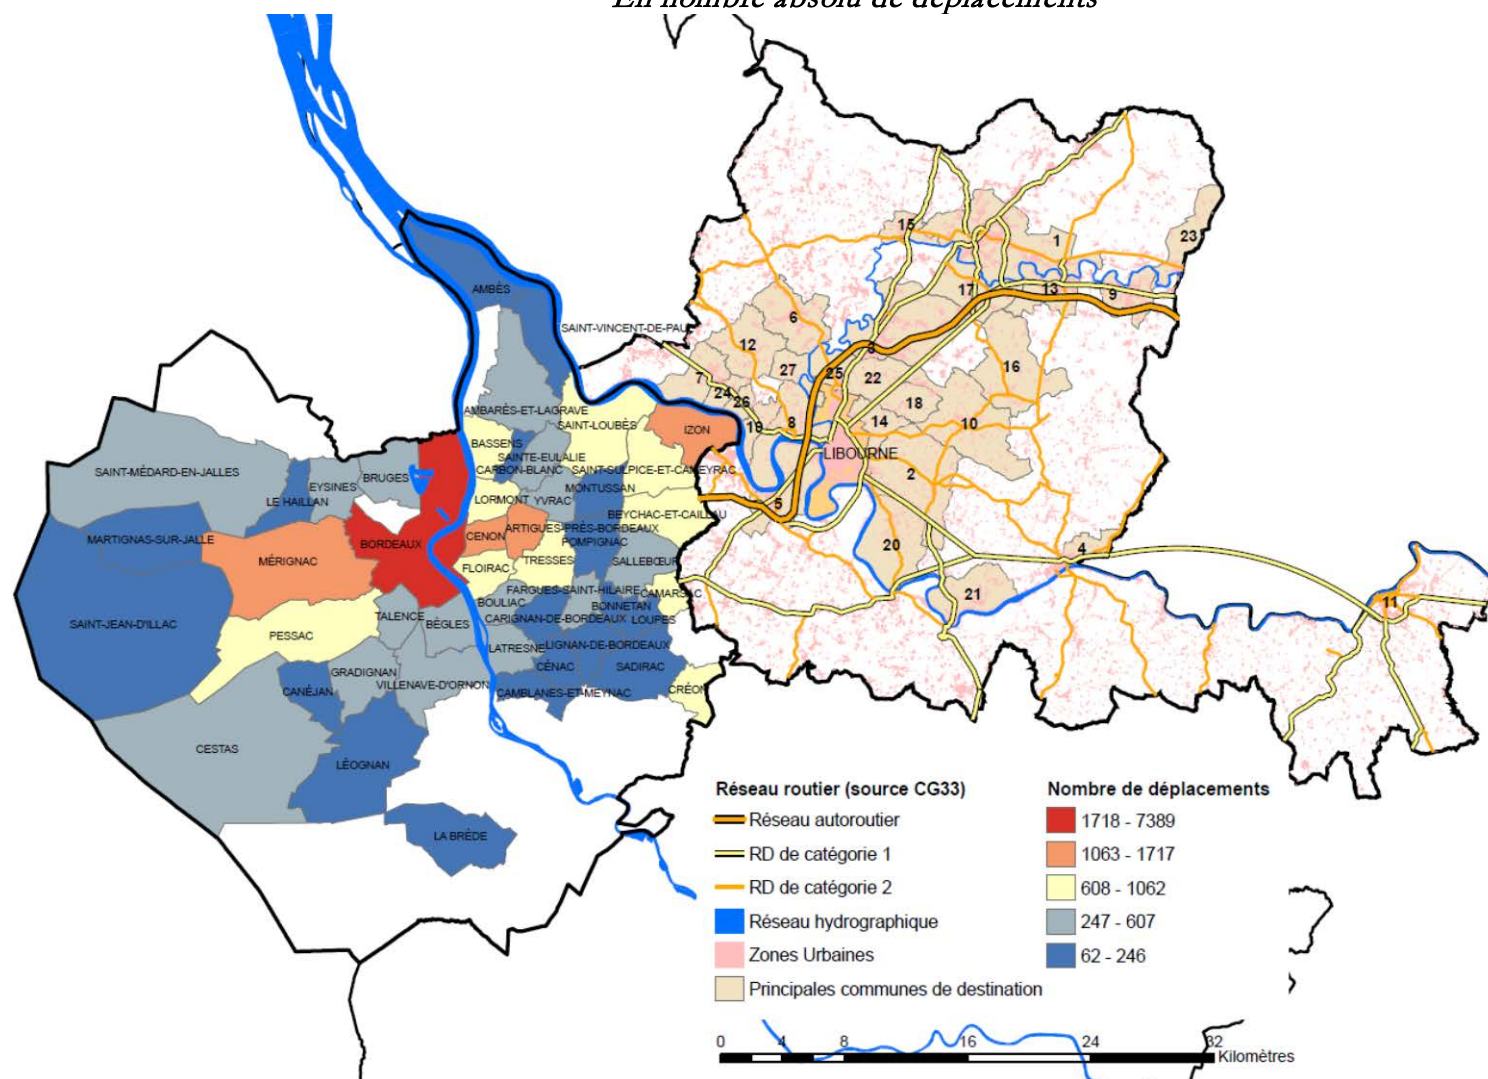 En nombre absolu de déplacements
15
1
23
17
13
9
6
AMBÈS
SAINT-VINCENT-DE-PAUL
12
3
27
25
22
16
7
24
26
18
AMBARÈS-ET-LAGRAVE
SAINT-LOUBÈS
IZON
19
8
14
10
BASSENS
SAINTE-EULALIE
LIBOURNE
SAINT-MÉDARD-EN-JALLES
CARBON-BLANC
SAINT-SULPICE-ET-CAMEYRAC
2
BRUGES
EYSINES
LE HAILLAN
MONTUSSAN
LORMONT
YVRAC
BEYCHAC-ET-CAILLAU
5
MARTIGNAS-SUR-JALLE
BORDEAUX
CENON
ARTIGUES-PRÈS-BORDEAUX
POMPIGNAC
20
4
MÉRIGNAC
FLOIRAC
TRESSES
SALLEBŒUF
FARGUES-SAINT-HILAIRE
CAMARSAC
21
11
BOULIAC
BONNETAN
SAINT-JEAN-D'ILLAC
TALENCE
BÈGLES
CARIGNAN-DE-BORDEAUX
LOUPES
PESSAC
LATRESNE
LIGNAN-DE-BORDEAUX
GRADIGNAN
CÉNAC
SADIRAC
CANÉJAN
VILLENAVE-D'ORNON
CAMBLANES-ET-MEYNAC
CRÉON
CESTAS
LÉOGNAN
LA BRÈDE
Réseau routier (source CG33)
Réseau autoroutier
RD de catégorie 1
RD de catégorie 2
Réseau hydrographique
Zones Urbaines
Principales communes de destination
Nombre de déplacements
1718 - 7389
1063 - 1717
608 - 1062
247 - 607
62 - 246
0 4 8 16 24 32
Kilomètres